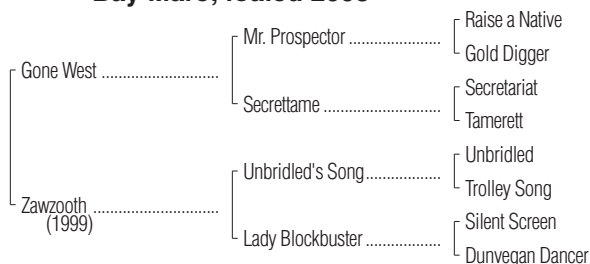 Bay Mare; foaled
Raise a Native
Mr. Prospector
Gold Digger
Gone West
Secretariat
Secrettame
Tamerett
Unbridled
Unbridled's Song
Trolley Song
Zawzooth
(1999)
Silent Screen
Lady Blockbuster
Dunvegan Dancer